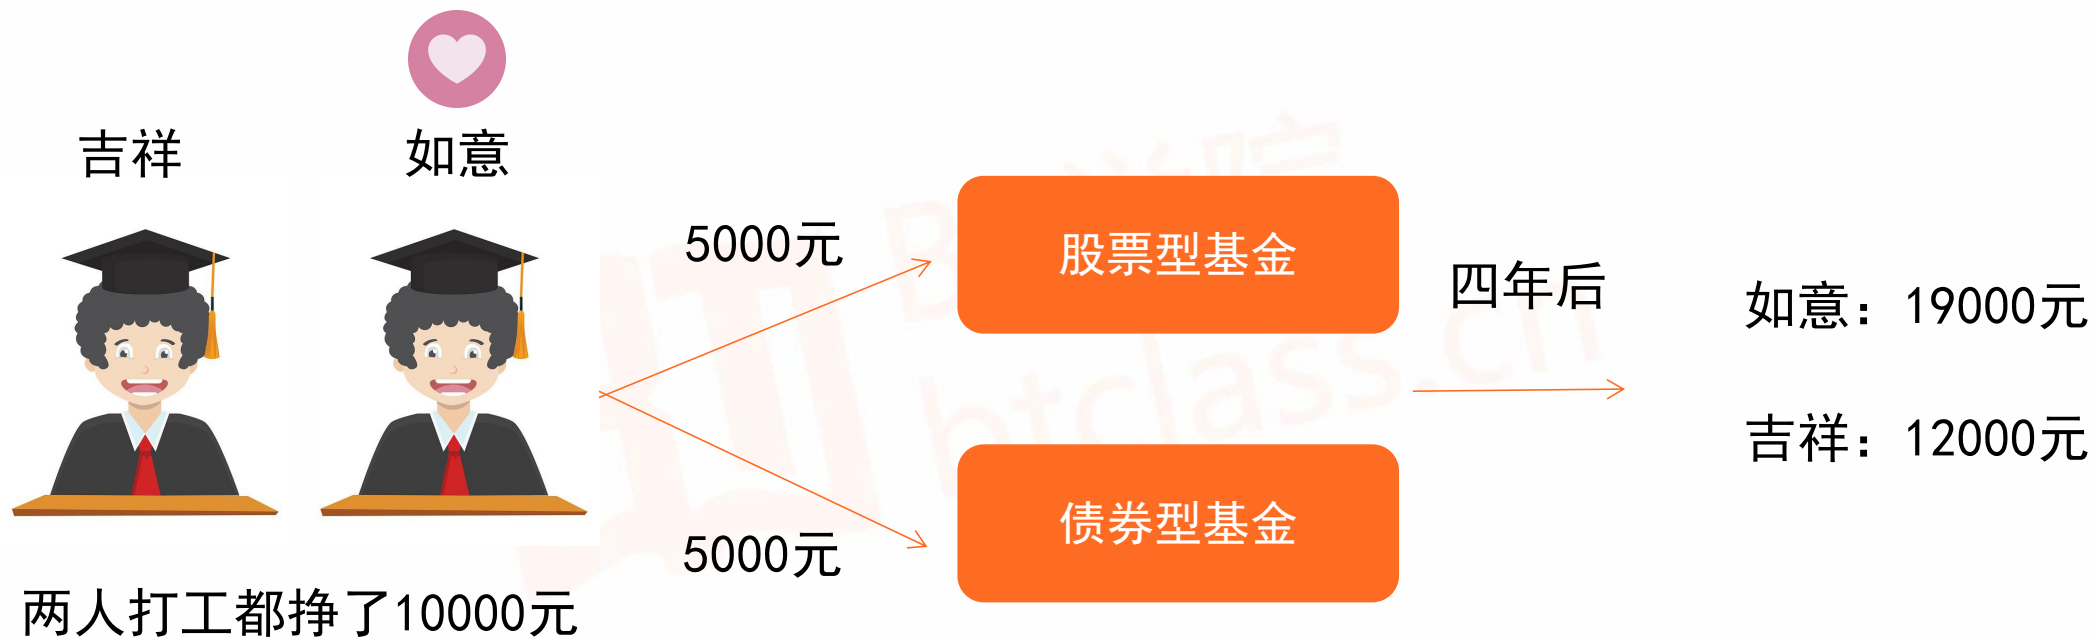 吉祥
如意
5000元
股票型基金
四年后
如意：19000元
吉祥：12000元
债券型基金
5000元
两人打工都挣了10000元
btclass.cn